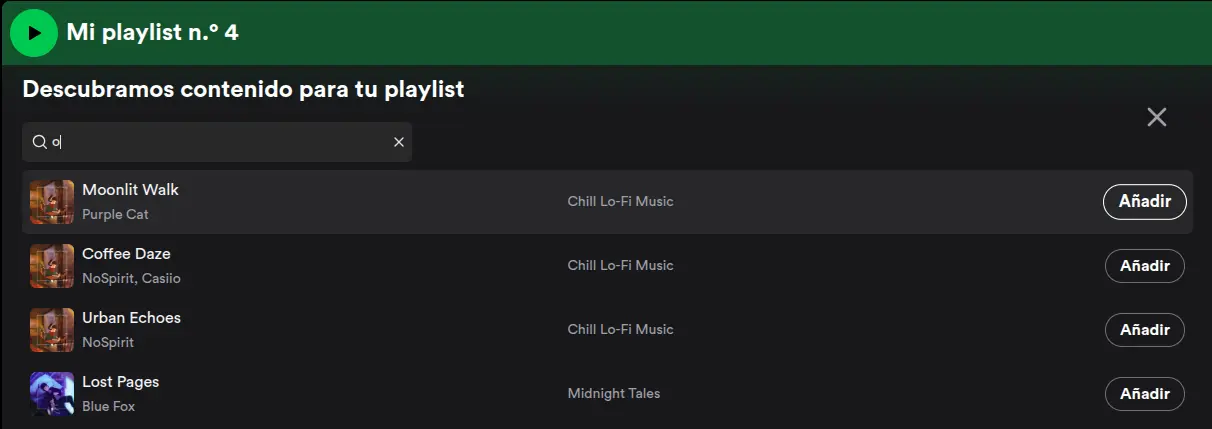 Mi playlist n.º 4
Descubramos contenido para tu playlist
o
Moonlit Walk
Purple Cat
Chill Lo-Fi Music
Añadir
Coffee Daze
NoSpirit, Casiio
Chill Lo-Fi Music
Añadir
Urban Echoes
NoSpirit
Chill Lo-Fi Music
Añadir
Lost Pages
Blue Fox
Midnight Tales
Añadir